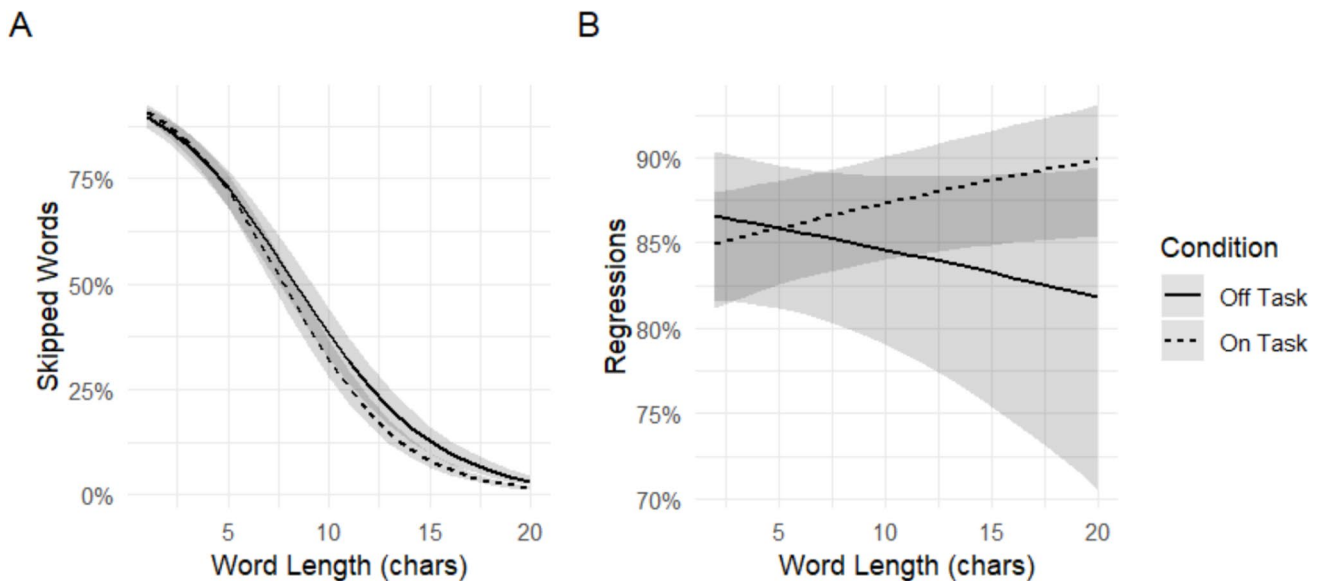 A
Skipped Words
75%
50%
25%
0%
5 10 15 20
Word Length (chars)
B
Regressions
90%
85%
80%
75%
70%
5 10 15 20
Word Length (chars)
Condition
Off Task
On Task